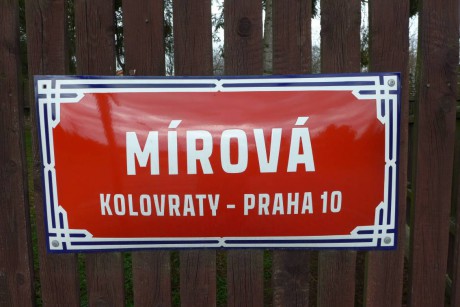 MÍROVÁ
KOLOVRATY - PRAHA 10